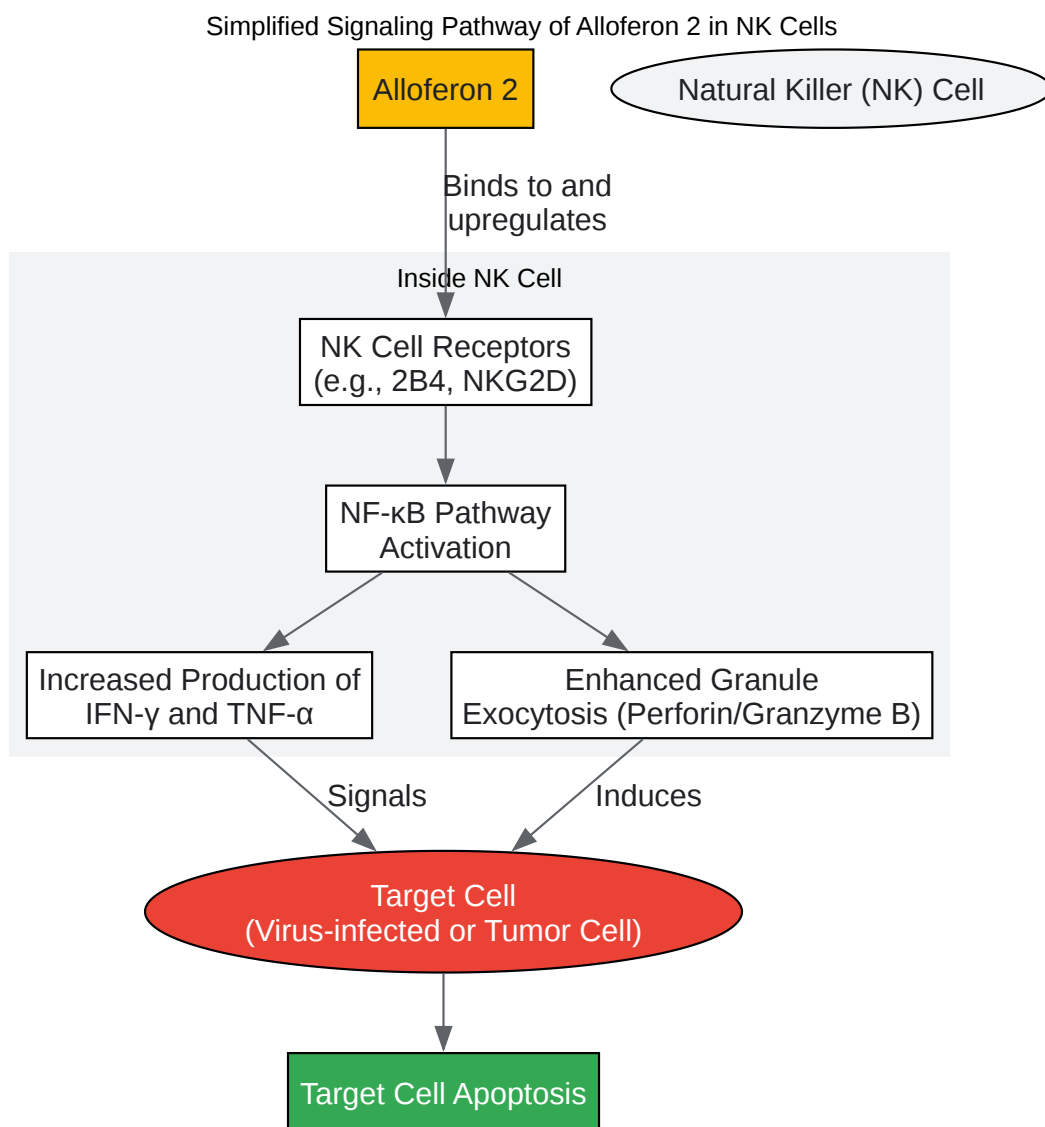 Simplified Signaling Pathway of Alloferon 2 in NK Cells
Alloferon 2
Natural Killer (NK) Cell
Binds to and
upregulates
Inside NK Cell
NK Cell Receptors
(e.g., 2B4, NKG2D)
NF-κB Pathway
Activation
Increased Production of
IFN-γ and TNF-α
Enhanced Granule
Exocytosis (Perforin/Granzyme B)
Signals
Induces
Target Cell
(Virus-infected or Tumor Cell)
Target Cell Apoptosis